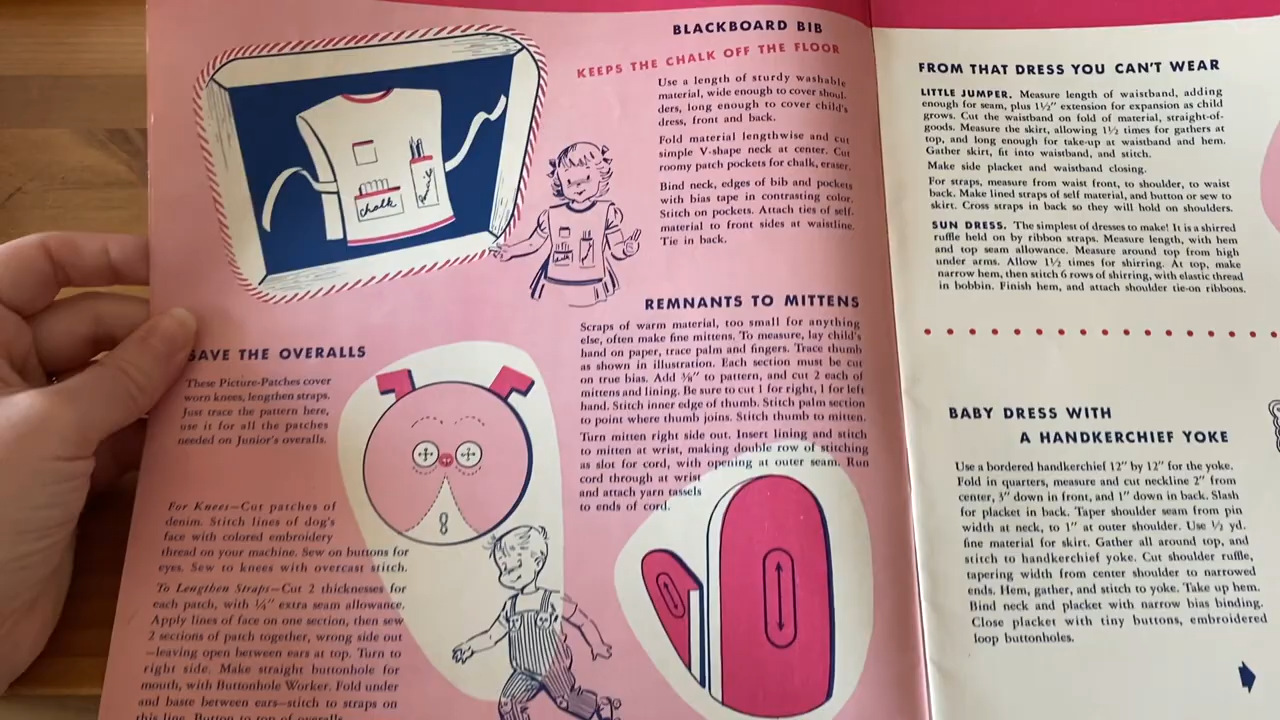 BLACKBOARD BIB
KEEPS THE CHALK OFF THE FLOOR
Use a length of sturdy washable
material, wide enough to cover shoul-
ders, long enough to cover child's
dress, front and back.
Fold material lengthwise and cut
simple V-shape neck at center. Cut
roomy patch pockets for chalk, eraser.
Bind neck, edges of bib and pockets
with bias tape in contrasting color.
Stitch on pockets. Attach ties of self-
material to front sides at waistline.
Tie in back.
chalk
REMNANTS TO MITTENS
Scraps of warm material, too small for anything
else, often make fine mittens. To measure, lay child's
hand on paper, trace palm and fingers. Trace thumb
as shown in illustration. Each section must be cut
on true bias. Add ⅜" to pattern, and cut 2 each of
mittens and lining. Be sure to cut 1 for right, 1 for left
hand. Stitch inner edge of thumb. Stitch palm section
to point where thumb joins. Stitch thumb to mitten.
Turn mitten right side out. Insert lining and stitch
to mitten at wrist, making double row of stitching
as slot for cord, with opening at outer seam. Run
cord through at wrist
and attach yarn tassels
to ends of cord.
SAVE THE OVERALLS
These Picture-Patches cover
worn knees, lengthen straps.
Just trace the pattern here,
use it for all the patches
needed on Junior's overalls.
For Knees—Cut patches of
denim. Stitch lines of dog's
face with colored embroidery
thread on your machine. Sew on buttons for
eyes. Sew to knees with overcast stitch.
To Lengthen Straps—Cut 2 thicknesses for
each patch, with ¼" extra seam allowance.
Apply lines of face on one section, then sew
2 sections of patch together, wrong side out
—leaving open between ears at top. Turn to
right side. Make straight buttonhole for
mouth, with Buttonhole Worker. Fold under
and baste between ears—stitch to straps on
this line. Button to top of overalls.
FROM THAT DRESS YOU CAN'T WEAR
LITTLE JUMPER. Measure length of waistband, adding
enough for seam, plus 1½" extension for expansion as child
grows. Cut the waistband on fold of material, straight-of-
goods. Measure the skirt, allowing 1½ times for gathers at
top, and long enough for take-up at waistband and hem.
Gather skirt, fit into waistband, and stitch.
Make side placket and waistband closing.
For straps, measure from waist front, to shoulder, to waist
back. Make lined straps of self material, and button or sew to
skirt. Cross straps in back so they will hold on shoulders.
SUN DRESS. The simplest of dresses to make! It is a shirred
ruffle held on by ribbon straps. Measure length, with hem
and top seam allowance. Measure around top from high
under arms. Allow 1½ times for shirring. At top, make
narrow hem, then stitch 6 rows of shirring, with elastic thread
in bobbin. Finish hem, and attach shoulder tie-on ribbons.
BABY DRESS WITH
A HANDKERCHIEF YOKE
Use a bordered handkerchief 12" by 12" for the yoke.
Fold in quarters, measure and cut neckline 2" from
center, 3" down in front, and 1" down in back. Slash
for placket in back. Taper shoulder seam from pin
width at neck, to 1" at outer shoulder. Use ½ yd.
fine material for skirt. Gather all around top, and
stitch to handkerchief yoke. Cut shoulder ruffle,
tapering width from center shoulder to narrowed
ends. Hem, gather, and stitch to yoke. Take up hem.
Bind neck and placket with narrow bias binding.
Close placket with tiny buttons, embroidered
loop buttonholes.